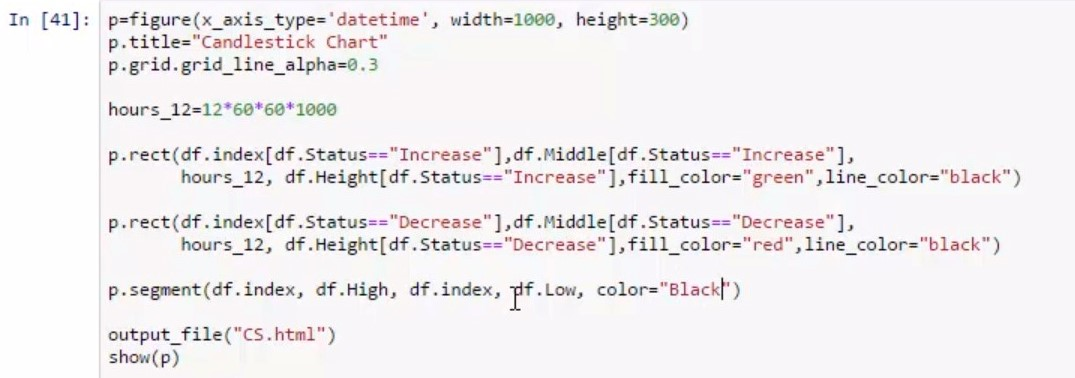 In [41]: p=figure(x_axis_type='datetime', width=1000, height=300)
p.title="Candlestick Chart"
p.grid.grid_line_alpha=0.3
hours_12=12*60*60*1000
p.rect(df.index[df.Status=="Increase"],df.Middle[df.Status=="Increase"],
hours_12, df.Height[df.Status=="Increase"],fill_color="green",line_color="black")
p.rect(df.index[df.Status=="Decrease"],df.Middle[df.Status=="Decrease"],
hours_12, df.Height[df.Status=="Decrease"],fill_color="red",line_color="black")
p.segment(df.index, df.High, df.index, df.Low, color="Black")
output_file("CS.html")
show(p)